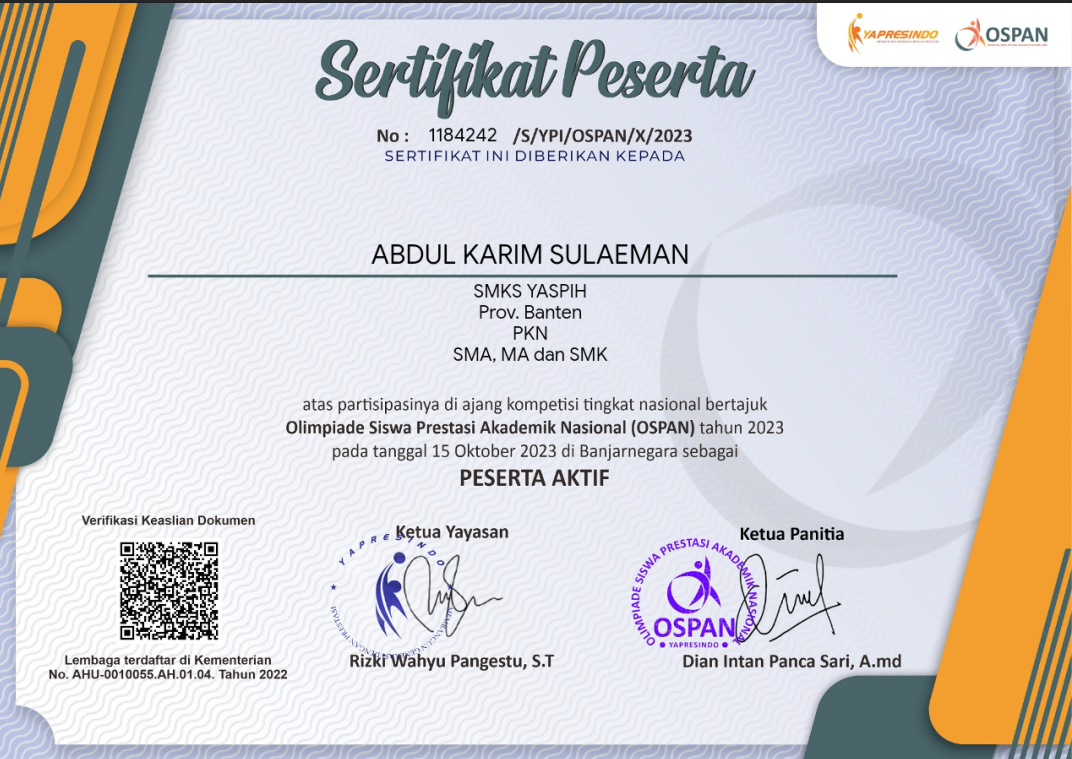 YAPRESINDO
OSPAN
Sertifikat Peserta
No : 1184242 /S/YPI/OSPAN/X/2023
SERTIFIKAT INI DIBERIKAN KEPADA
ABDUL KARIM SULAEMAN
SMKS YASPIH
Prov. Banten
PKN
SMA, MA dan SMK
atas partisipasinya di ajang kompetisi tingkat nasional bertajuk
Olimpiade Siswa Prestasi Akademik Nasional (OSPAN) tahun 2023
pada tanggal 15 Oktober 2023 di Banjarnegara sebagai
PESERTA AKTIF
Verifikasi Keaslian Dokumen
Lembaga terdaftar di Kementerian
No. AHU-0010055.AH.01.04. Tahun 2022
Ketua Yayasan
YAPRESINDO
Rizki Wahyu Pangestu, S.T
Ketua Panitia
OLIMPIADE SISWA PRESTASI AKADEMIK NASIONAL
OSPAN
• YAPRESINDO •
Dian Intan Panca Sari, A.md